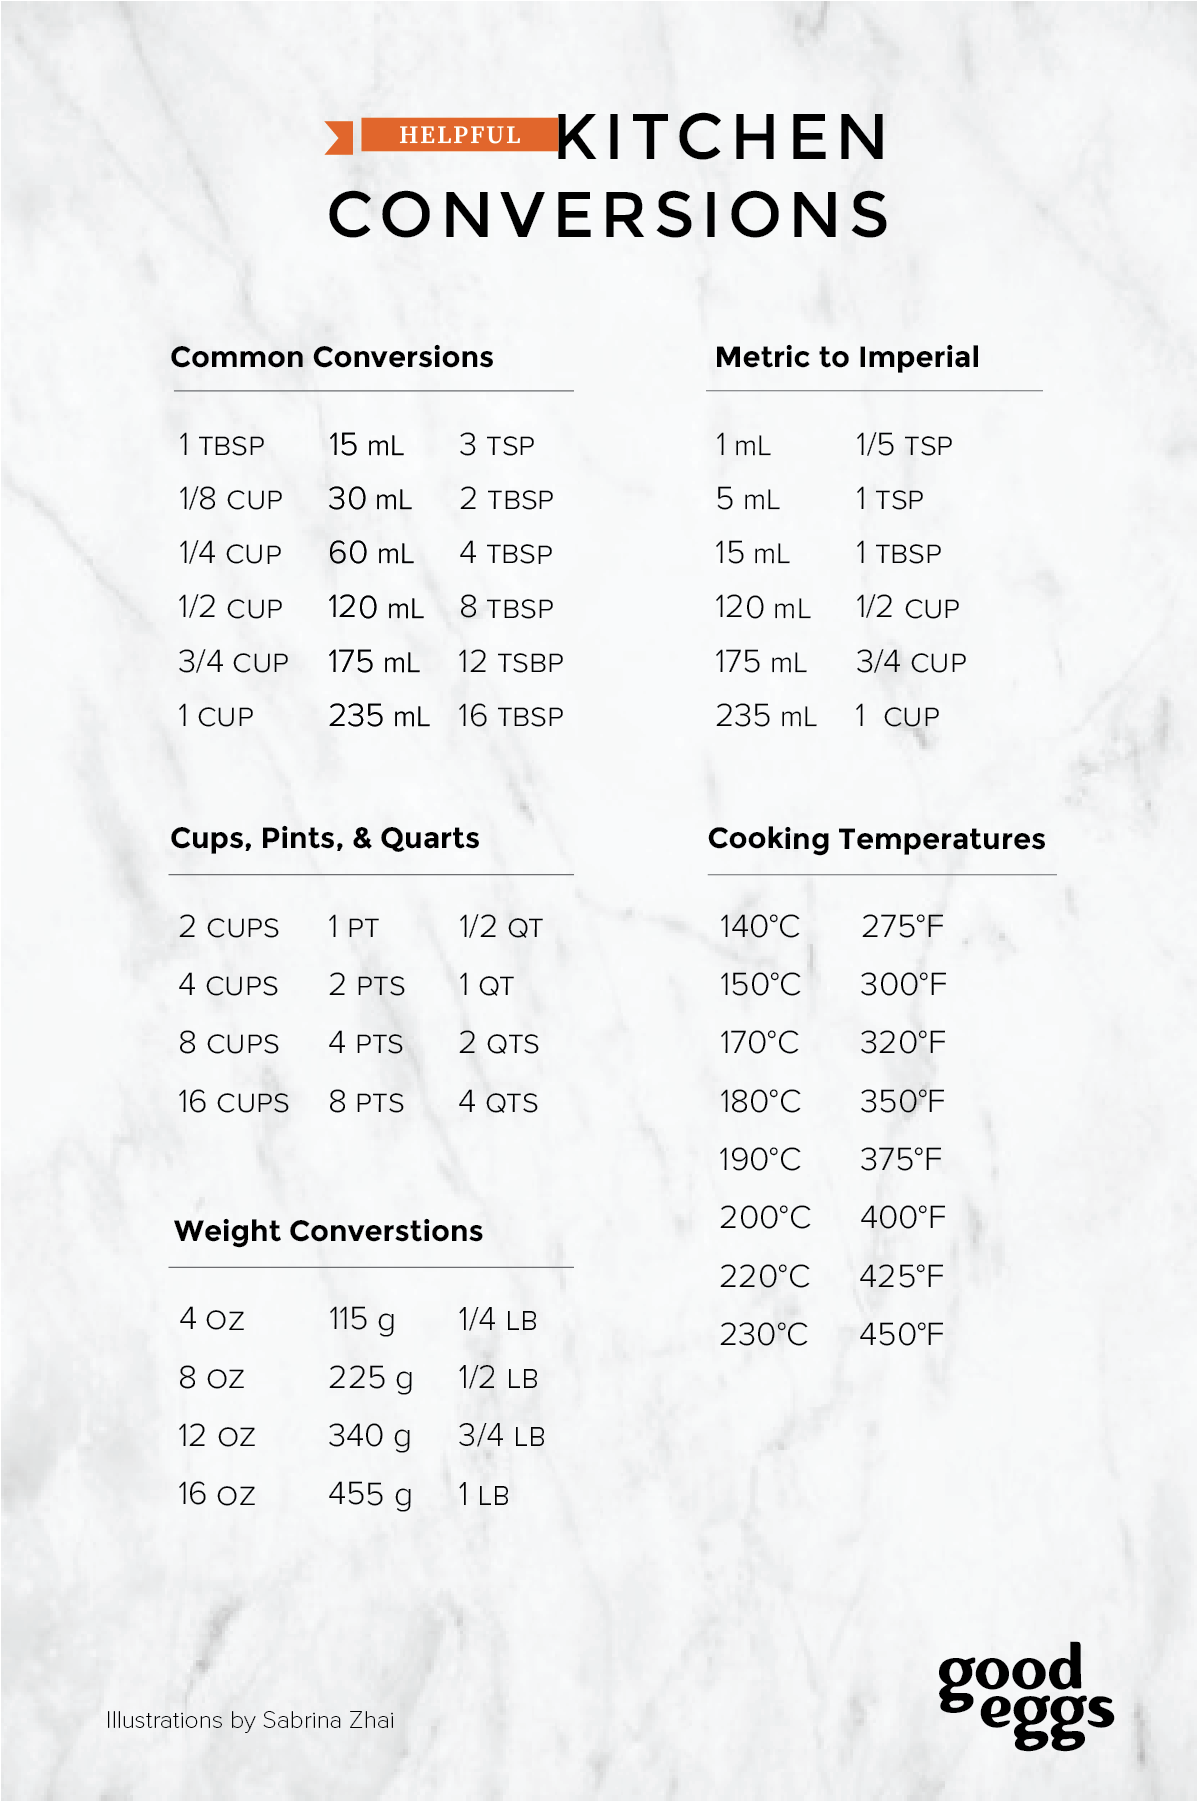 HELPFUL KITCHEN
CONVERSIONS
Common Conversions
1 TBSP 15 mL 3 TSP
1/8 CUP 30 mL 2 TBSP
1/4 CUP 60 mL 4 TBSP
1/2 CUP 120 mL 8 TBSP
3/4 CUP 175 mL 12 TSBP
1 CUP 235 mL 16 TBSP
Metric to Imperial
1 mL 1/5 TSP
5 mL 1 TSP
15 mL 1 TBSP
120 mL 1/2 CUP
175 mL 3/4 CUP
235 mL 1 CUP
Cups, Pints, & Quarts
2 CUPS 1 PT 1/2 QT
4 CUPS 2 PTS 1 QT
8 CUPS 4 PTS 2 QTS
16 CUPS 8 PTS 4 QTS
Cooking Temperatures
140°C 275°F
150°C 300°F
170°C 320°F
180°C 350°F
190°C 375°F
200°C 400°F
220°C 425°F
230°C 450°F
Weight Converstions
4 OZ 115 g 1/4 LB
8 OZ 225 g 1/2 LB
12 OZ 340 g 3/4 LB
16 OZ 455 g 1 LB
Illustrations by Sabrina Zhai
good
eggs